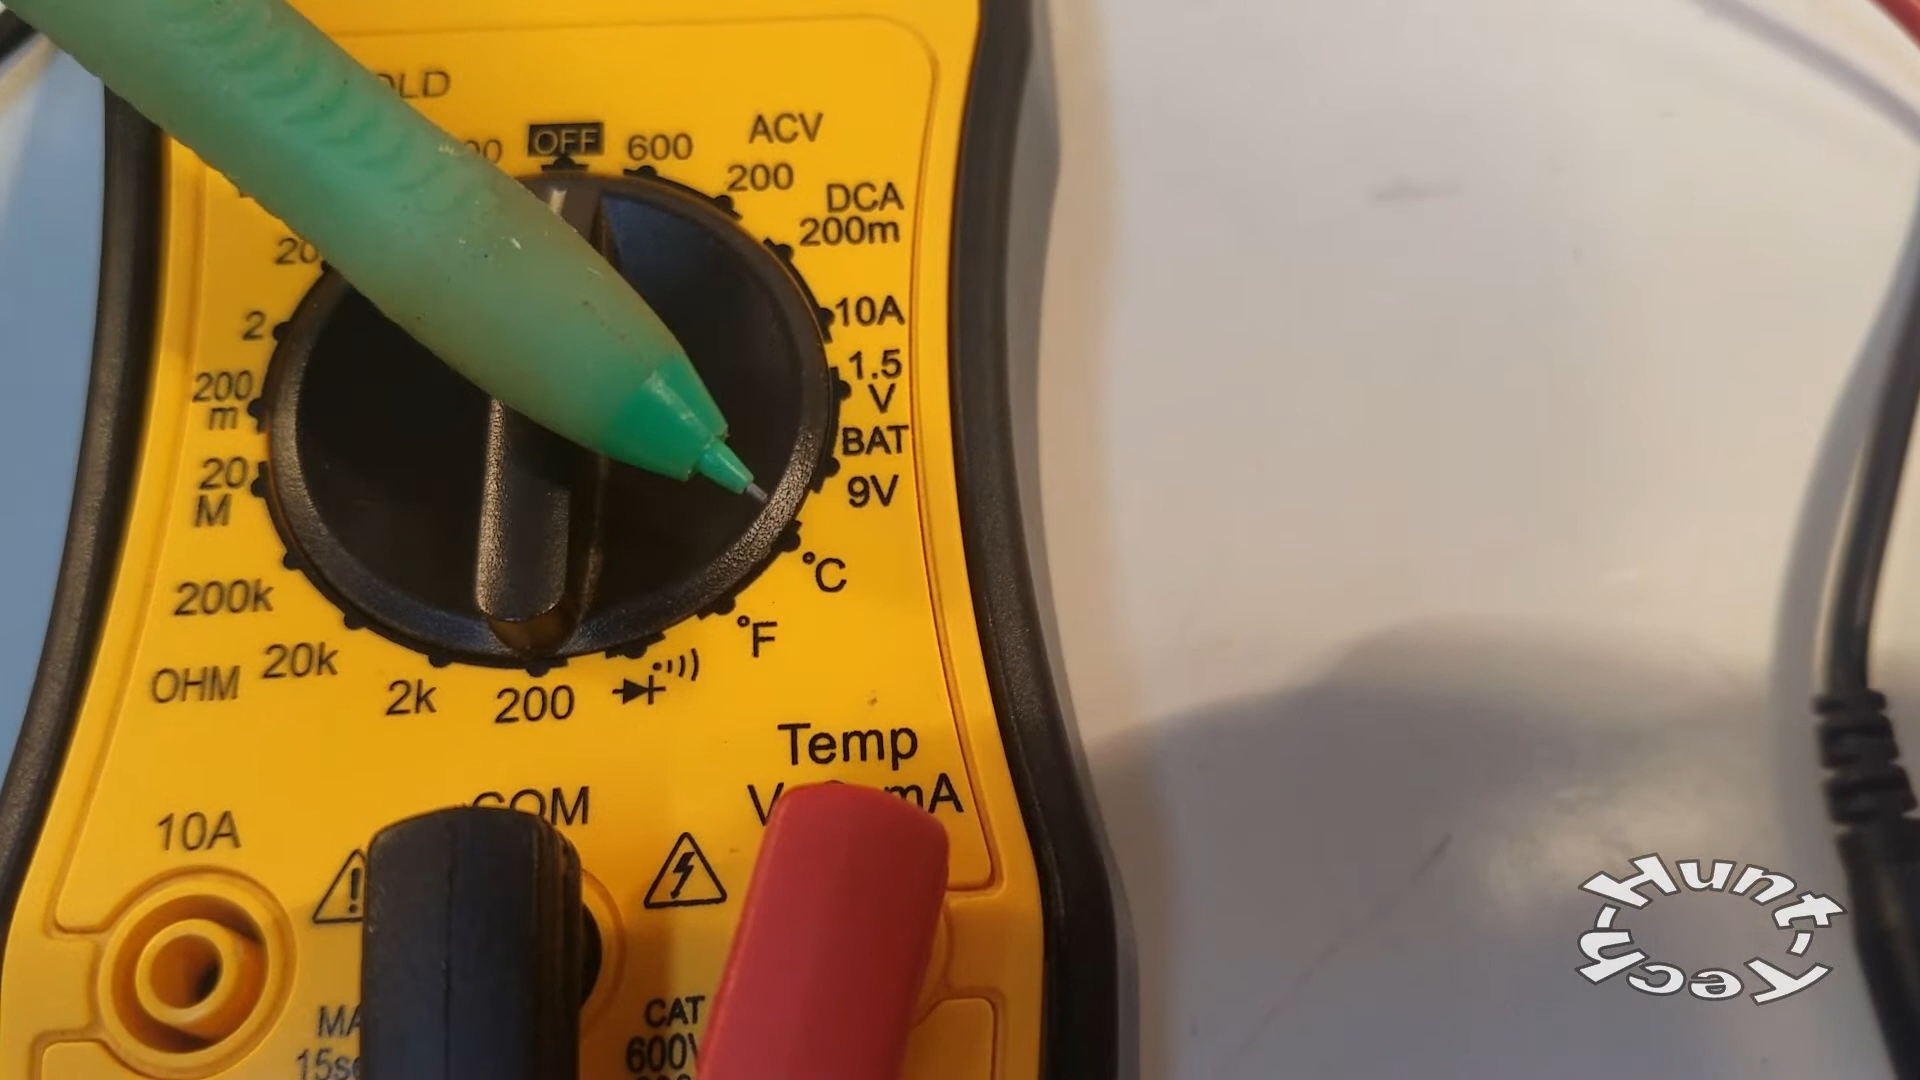 OFF
600
ACV
200
DCA
200m
10A
1.5
V
BAT
9V
°C
°F
2
200
m
20
M
200k
20k
OHM
2k
200
Temp
10A
COM
mA
CAT
600V
Hunt-Tech